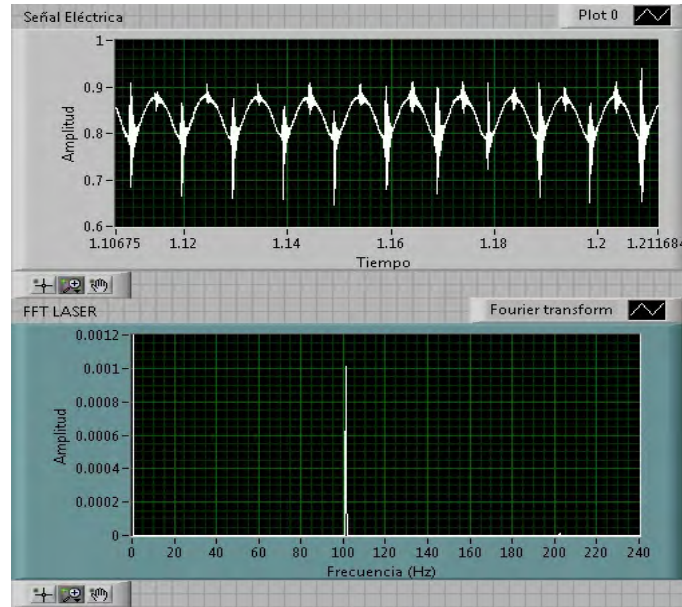 Señal Eléctrica
Plot 0
1
0.9
0.8
0.7
0.6
Amplitud
1.10675 1.12 1.14 1.16 1.18 1.2 1.211684
Tiempo
FFT LASER
Fourier transform
0.0012
0.001
0.0008
0.0006
0.0004
0.0002
0
Amplitud
0 20 40 60 80 100 120 140 160 180 200 220 240
Frecuencia (Hz)